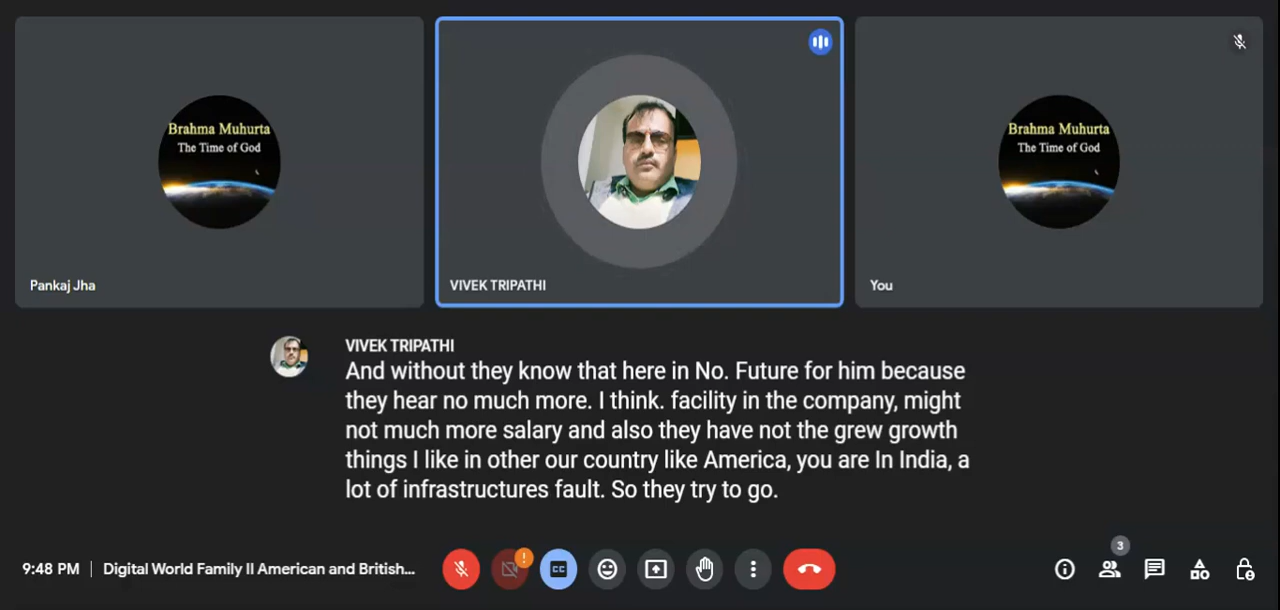 Brahma Muhurta
The Time of God
Brahma Muhurta
The Time of God
Pankaj Jha
VIVEK TRIPATHI
You
VIVEK TRIPATHI
And without they know that here in No. Future for him because
they hear no much more. I think. facility in the company, might
not much more salary and also they have not the grew growth
things I like in other our country like America, you are In India, a
lot of infrastructures fault. So they try to go.
3
9:48 PM | Digital World Family II American and British...
CC